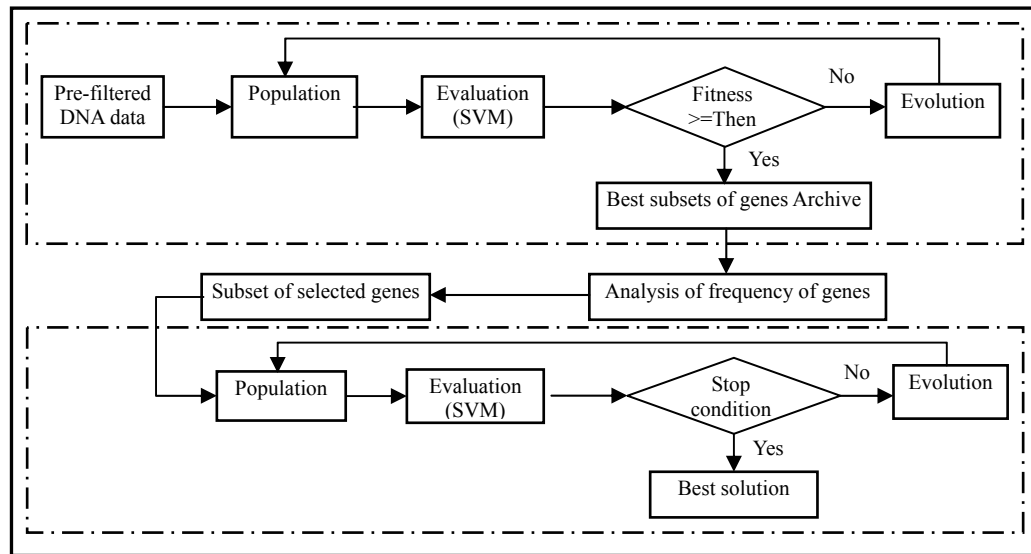 Pre-filtered
DNA data
Population
Evaluation
(SVM)
Fitness
>=Then
No
Evolution
Yes
Best subsets of genes Archive
Analysis of frequency of genes
Subset of selected genes
Population
Evaluation
(SVM)
Stop
condition
No
Evolution
Yes
Best solution